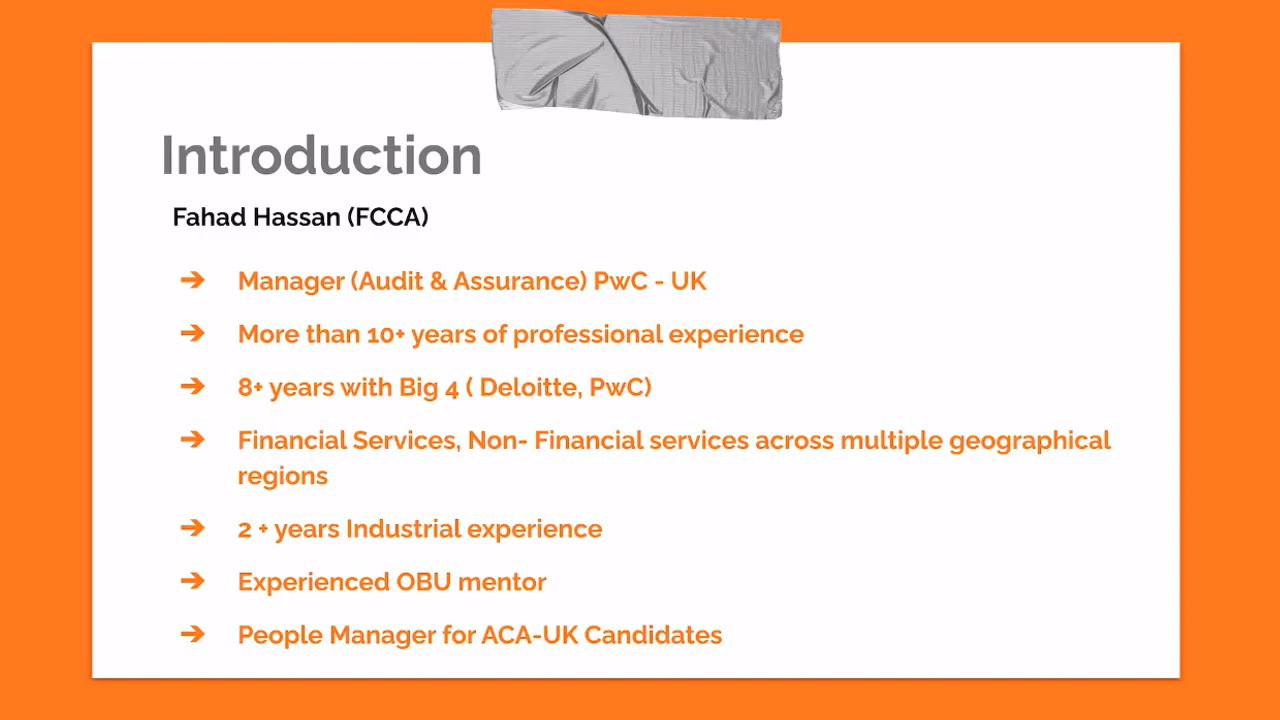 Introduction
Fahad Hassan (FCCA)
➔ Manager (Audit & Assurance) PwC - UK
➔ More than 10+ years of professional experience
➔ 8+ years with Big 4 ( Deloitte, PwC)
➔ Financial Services, Non- Financial services across multiple geographical
regions
➔ 2 + years Industrial experience
➔ Experienced OBU mentor
➔ People Manager for ACA-UK Candidates